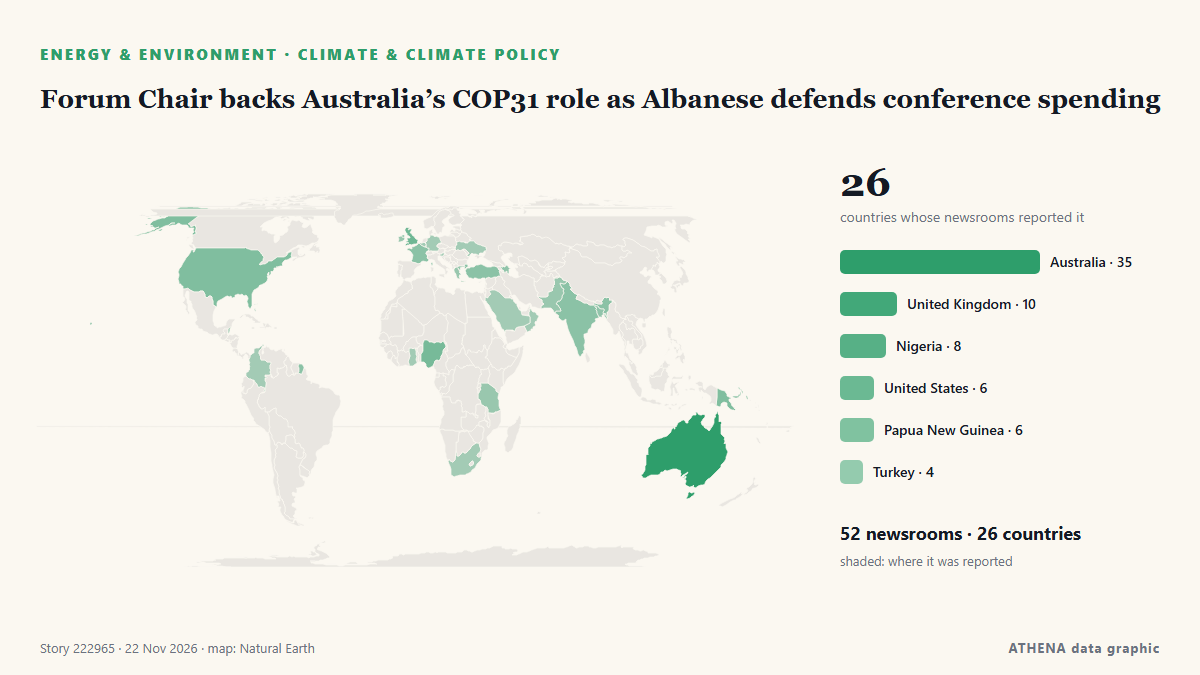 ENERGY & ENVIRONMENT · CLIMATE & CLIMATE POLICY
Forum Chair backs Australia’s COP31 role as Albanese defends conference spending
26
countries whose newsrooms reported it
Australia · 35
United Kingdom · 10
Nigeria · 8
United States · 6
Papua New Guinea · 6
Turkey · 4
52 newsrooms · 26 countries
shaded: where it was reported
Story 222965 · 22 Nov 2026 · map: Natural Earth
ATHENA data graphic